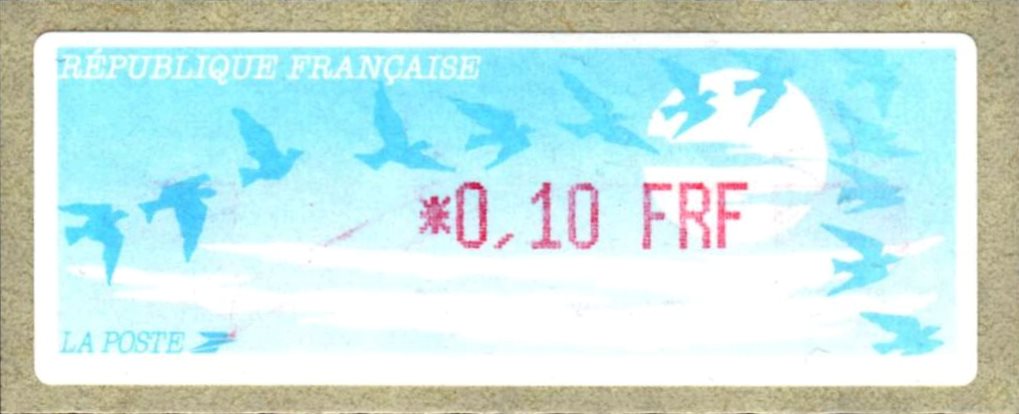 RÉPUBLIQUE FRANÇAISE
*0,10 FRF
LA POSTE